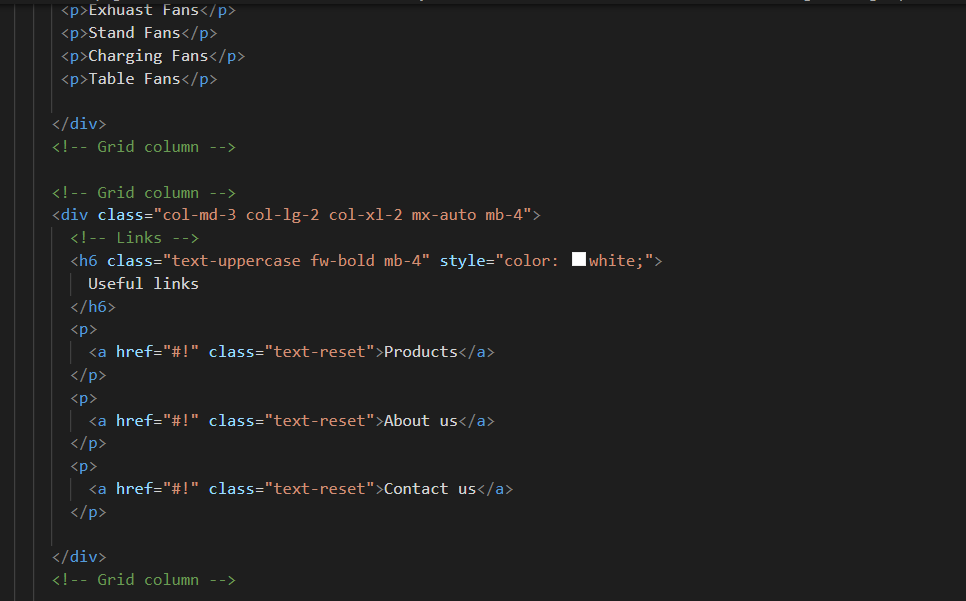 <p>Exhuast Fans</p>
<p>Stand Fans</p>
<p>Charging Fans</p>
<p>Table Fans</p>
</div>
<!-- Grid column -->
<!-- Grid column -->
<div class="col-md-3 col-lg-2 col-xl-2 mx-auto mb-4">
<!-- Links -->
<h6 class="text-uppercase fw-bold mb-4" style="color: white;">
Useful links
</h6>
<p>
<a href="#!" class="text-reset">Products</a>
</p>
<p>
<a href="#!" class="text-reset">About us</a>
</p>
<p>
<a href="#!" class="text-reset">Contact us</a>
</p>
</div>
<!-- Grid column -->